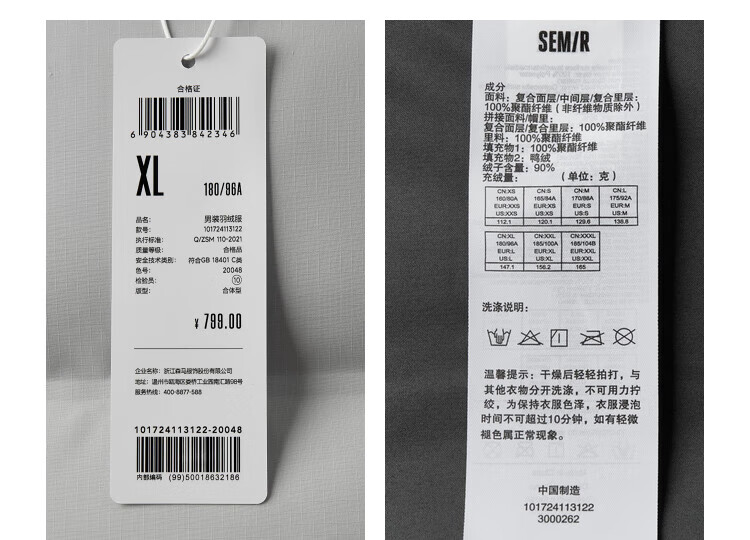 合格证
6 904383 842346
XL
180/96A
品名: 男装羽绒服
款号: 101724113122
执行标准: Q/ZSM 110-2021
质量等级: 合格品
安全技术类别: 符合GB 18401 C类
色号: 20048
检验员: 10
版型: 合体型
¥ 799.00
企业名称: 浙江森马服饰股份有限公司
地址: 温州市瓯海区娄桥工业西南汇路98号
服务热线: 400-8877-588
101724113122-20048
内部编码 (99)50018632186
SEM/R
成分
面料: 复合面层/中间层/复合里层:
100%聚酯纤维(非纤维物质除外)
拼接面料/帽里:
复合面层/复合里层: 100%聚酯纤维
里料: 100%聚酯纤维
填充物1: 100%聚酯纤维
填充物2: 鸭绒
绒子含量: 90%
充绒量: (单位: 克)
CN:XS CN:S CN:M CN:L
160/80A 165/84A 170/88A 175/92A
EUR:XXS EUR:XS EUR:S EUR:M
US:XXS US:XS US:S US:M
112.1 120.1 129.6 138.8
CN:XL CN:XXL CN:XXXL
180/96A 185/100A 185/104B
EUR:L EUR:XL EUR:XXL
US:L US:XL US:XXL
147.1 156.2 165
洗涤说明:
温馨提示: 干燥后轻轻拍打, 与
其他衣物分开洗涤, 不可用力拧
绞, 为保持衣服色泽, 衣服浸泡
时间不可超过10分钟, 如有轻微
褪色属正常现象。
中国制造
101724113122
3000262